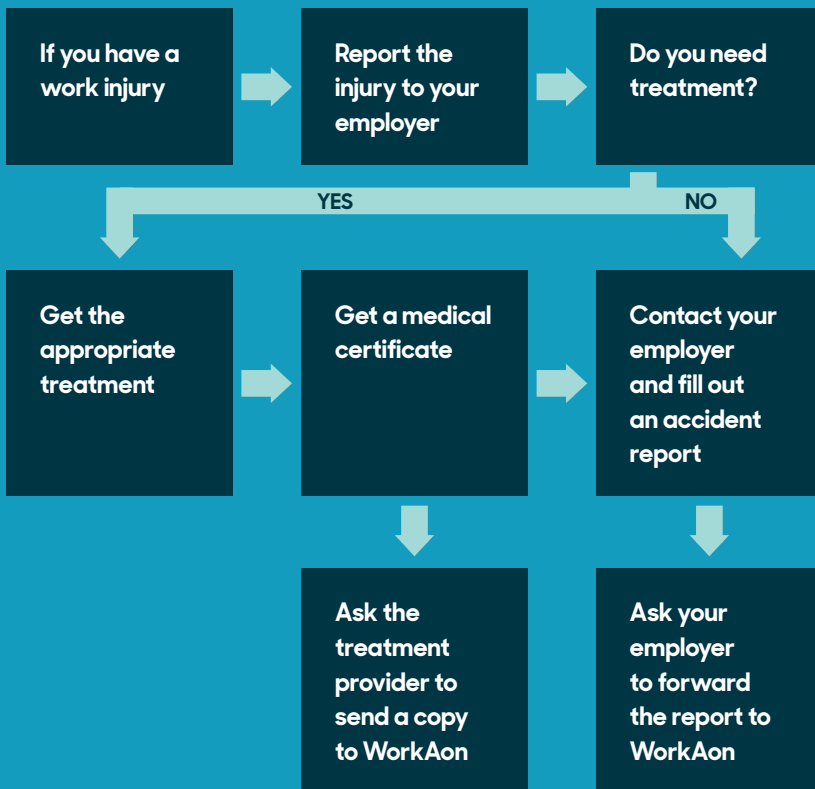 If you have a
work injury
Report the
injury to your
employer
Do you need
treatment?
YES
NO
Get the
appropriate
treatment
Get a medical
certificate
Contact your
employer
and fill out
an accident
report
Ask the
treatment
provider to
send a copy
to WorkAon
Ask your
employer
to forward
the report to
WorkAon